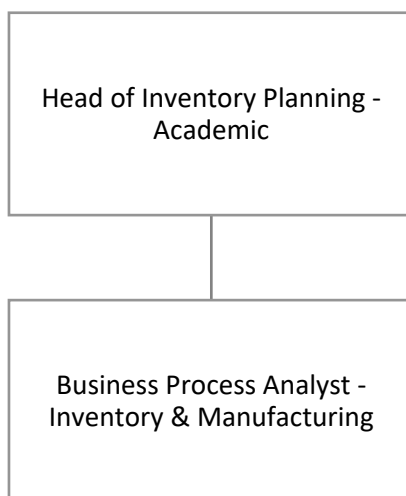 Head of Inventory Planning -
Academic
Business Process Analyst -
Inventory & Manufacturing